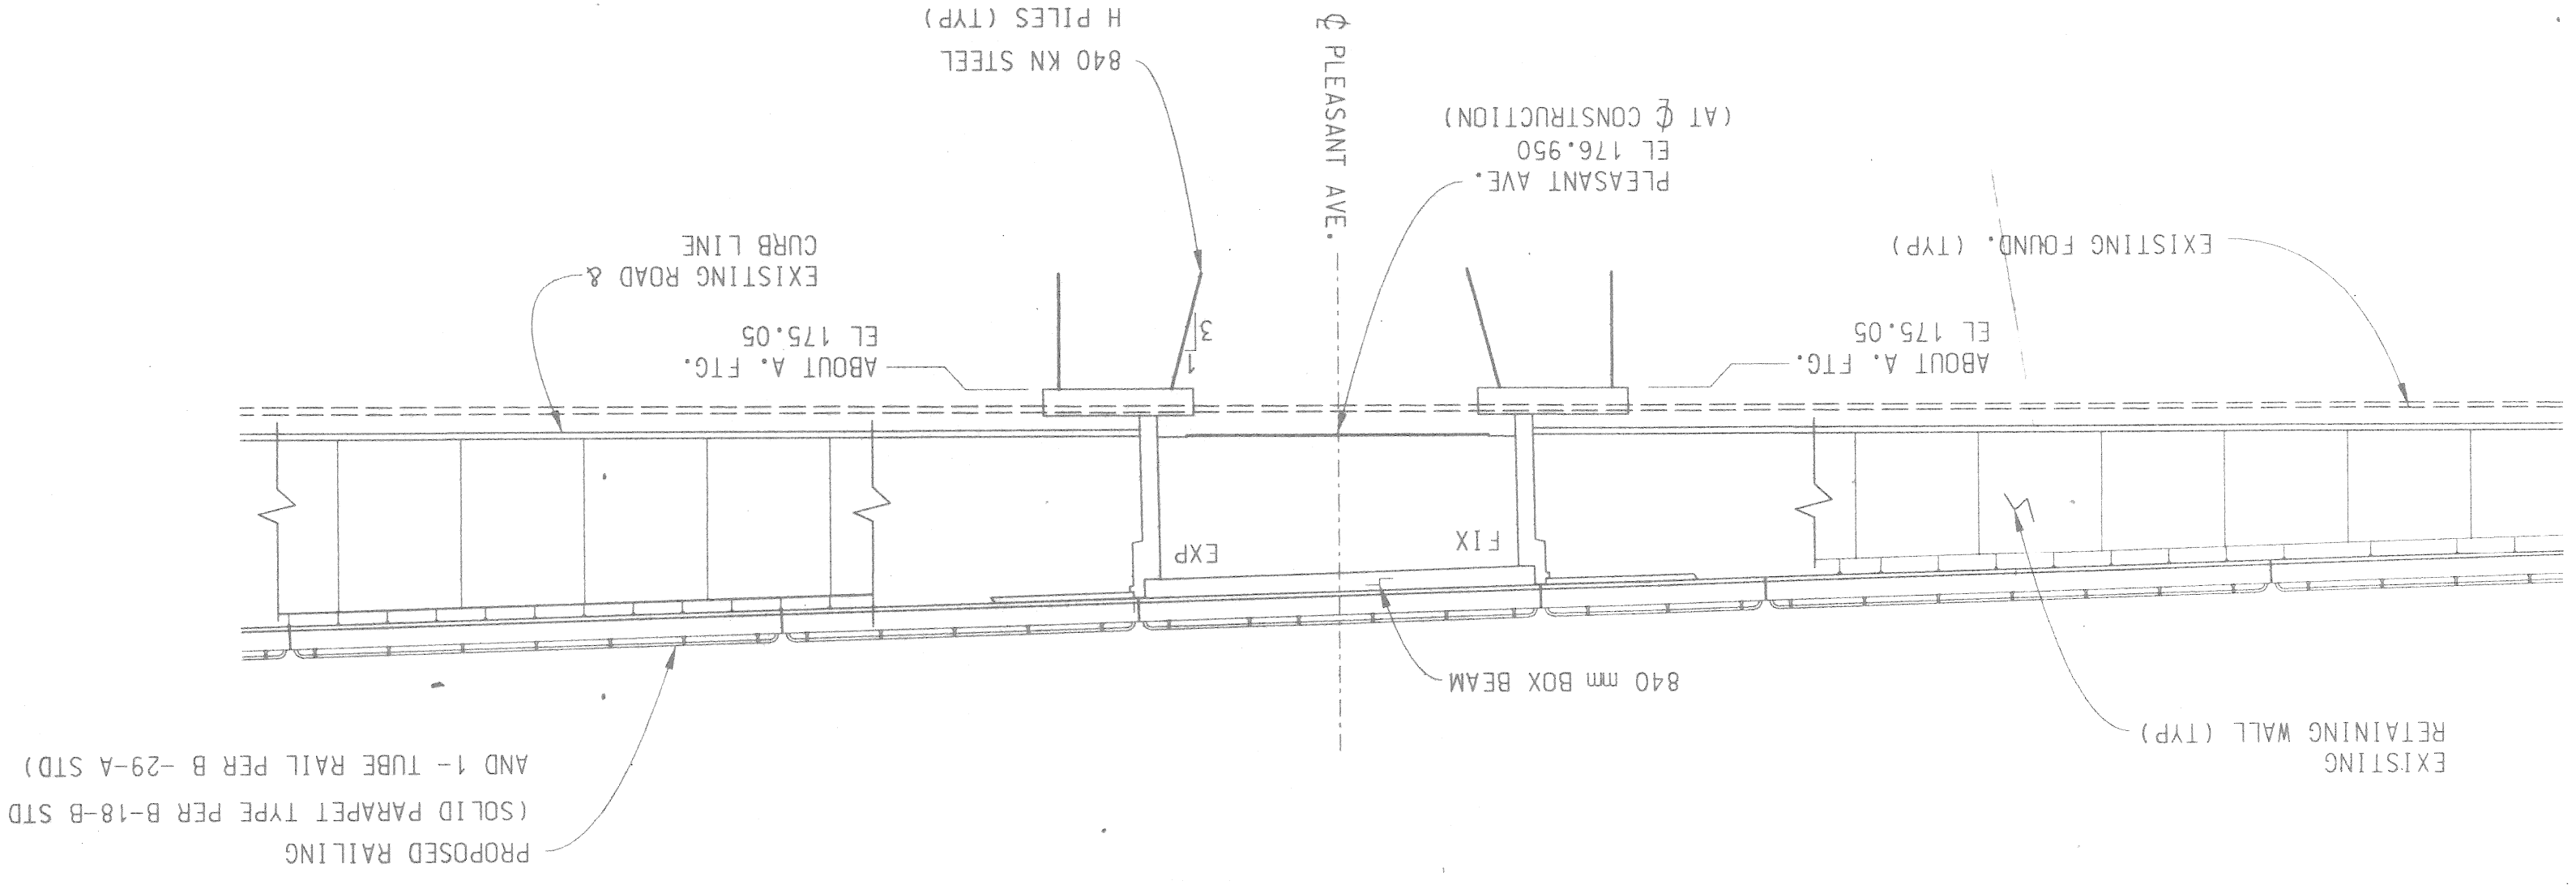 PROPOSED RAILING
(SOLID PARAPET TYPE PER B-18-B STD
AND 1- TUBE RAIL PER B -29-A STD)
EXISTING
RETAINING WALL (TYP)
840 mm BOX BEAM
FIX
EXP
ABOUT A. FTG.
EL 175.05
1
3
ABOUT A. FTG.
EL 175.05
EXISTING FOUND. (TYP)
EXISTING ROAD &
CURB LINE
PLEASANT AVE.
EL 176.950
(AT ℄ CONSTRUCTION)
℄ PLEASANT AVE.
840 KN STEEL
H PILES (TYP)